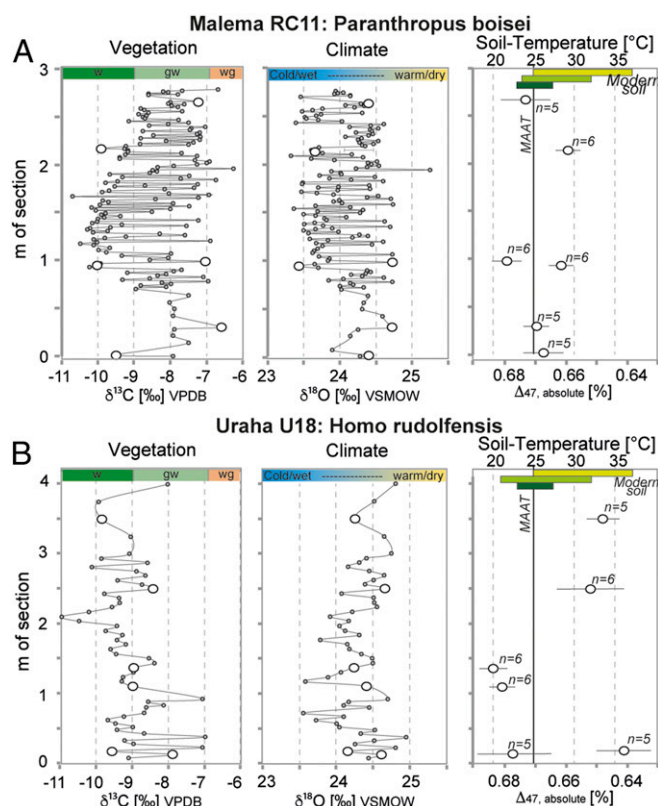 Malema RC11: Paranthropus boisei
A
Vegetation
Climate
Soil-Temperature [°C]
20 25 30 35
w gw wg
Cold/wet ---------- warm/dry
Modern soil
MAAT
n=5
n=6
n=6
n=6
n=5
n=5
m of section
3
2
1
0
-11 -10 -9 -8 -7 -6
δ13C [‰] VPDB
23 24 25
δ18O [‰] VSMOW
0.68 0.66 0.64
Δ47, absolute [%]
Uraha U18: Homo rudolfensis
B
Vegetation
Climate
Soil-Temperature [°C]
20 25 30 35
w gw wg
Cold/wet ---------- warm/dry
Modern soil
MAAT
n=5
n=6
n=6
n=6
n=5
n=5
m of section
4
3
2
1
0
-11 -10 -9 -8 -7 -6
δ13C [‰] VPDB
23 24 25
δ18O [‰] VSMOW
0.68 0.66 0.64
Δ47, absolute [%]